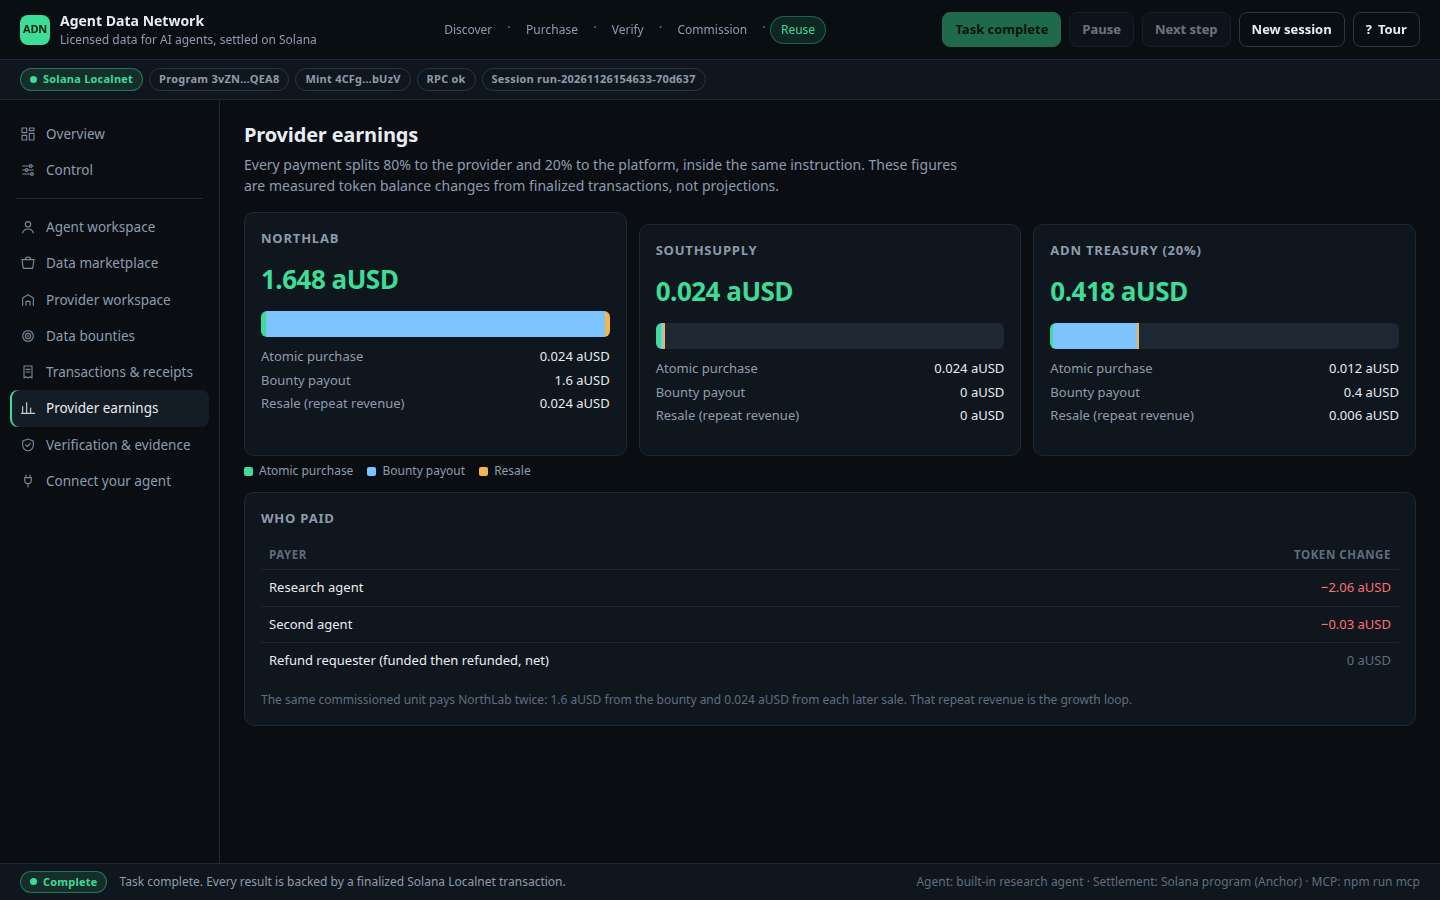 ADN
Agent Data Network
Licensed data for AI agents, settled on Solana
Discover · Purchase · Verify · Commission · Reuse
Task complete
Pause
Next step
New session
? Tour
Solana Localnet
Program 3vZN...QEA8
Mint 4CFg...bUzV
RPC ok
Session run-20261126154633-70d637
Overview
Control
Agent workspace
Data marketplace
Provider workspace
Data bounties
Transactions & receipts
Provider earnings
Verification & evidence
Connect your agent
Provider earnings
Every payment splits 80% to the provider and 20% to the platform, inside the same instruction. These figures
are measured token balance changes from finalized transactions, not projections.
NORTHLAB
1.648 aUSD
Atomic purchase 0.024 aUSD
Bounty payout 1.6 aUSD
Resale (repeat revenue) 0.024 aUSD
SOUTHSUPPLY
0.024 aUSD
Atomic purchase 0.024 aUSD
Bounty payout 0 aUSD
Resale (repeat revenue) 0 aUSD
ADN TREASURY (20%)
0.418 aUSD
Atomic purchase 0.012 aUSD
Bounty payout 0.4 aUSD
Resale (repeat revenue) 0.006 aUSD
Atomic purchase Bounty payout Resale
WHO PAID
PAYER TOKEN CHANGE
Research agent −2.06 aUSD
Second agent −0.03 aUSD
Refund requester (funded then refunded, net) 0 aUSD
The same commissioned unit pays NorthLab twice: 1.6 aUSD from the bounty and 0.024 aUSD from each later sale. That repeat revenue is the growth loop.
Complete
Task complete. Every result is backed by a finalized Solana Localnet transaction.
Agent: built-in research agent · Settlement: Solana program (Anchor) · MCP: npm run mcp